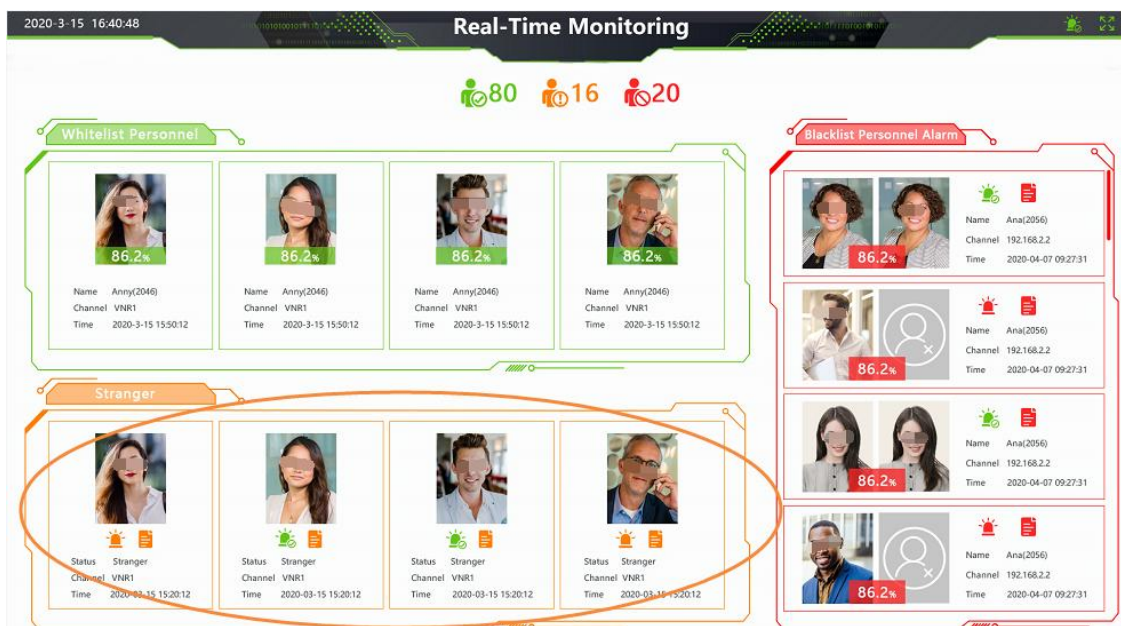 2020-3-15 16:40:48
Real-Time Monitoring
80 16 20
Whitelist Personnel
86.2% 86.2% 86.2% 86.2%
Name Anny(2046) Name Anny(2046) Name Anny(2046) Name Anny(2046)
Channel VNR1 Channel VNR1 Channel VNR1 Channel VNR1
Time 2020-3-15 15:50:12 Time 2020-3-15 15:50:12 Time 2020-3-15 15:50:12 Time 2020-3-15 15:50:12
Stranger
Status Stranger Status Stranger Status Stranger Status Stranger
Channel VNR1 Channel VNR1 Channel VNR1 Channel VNR1
Time 2020-03-15 15:20:12 Time 2020-03-15 15:20:12 Time 2020-03-15 15:20:12 Time 2020-03-15 15:20:12
Blacklist Personnel Alarm
86.2%
Name Ana(2056)
Channel 192.168.2.2
Time 2020-04-07 09:27:31
86.2%
Name Ana(2056)
Channel 192.168.2.2
Time 2020-04-07 09:27:31
86.2%
Name Ana(2056)
Channel 192.168.2.2
Time 2020-04-07 09:27:31
86.2%
Name Ana(2056)
Channel 192.168.2.2
Time 2020-04-07 09:27:31